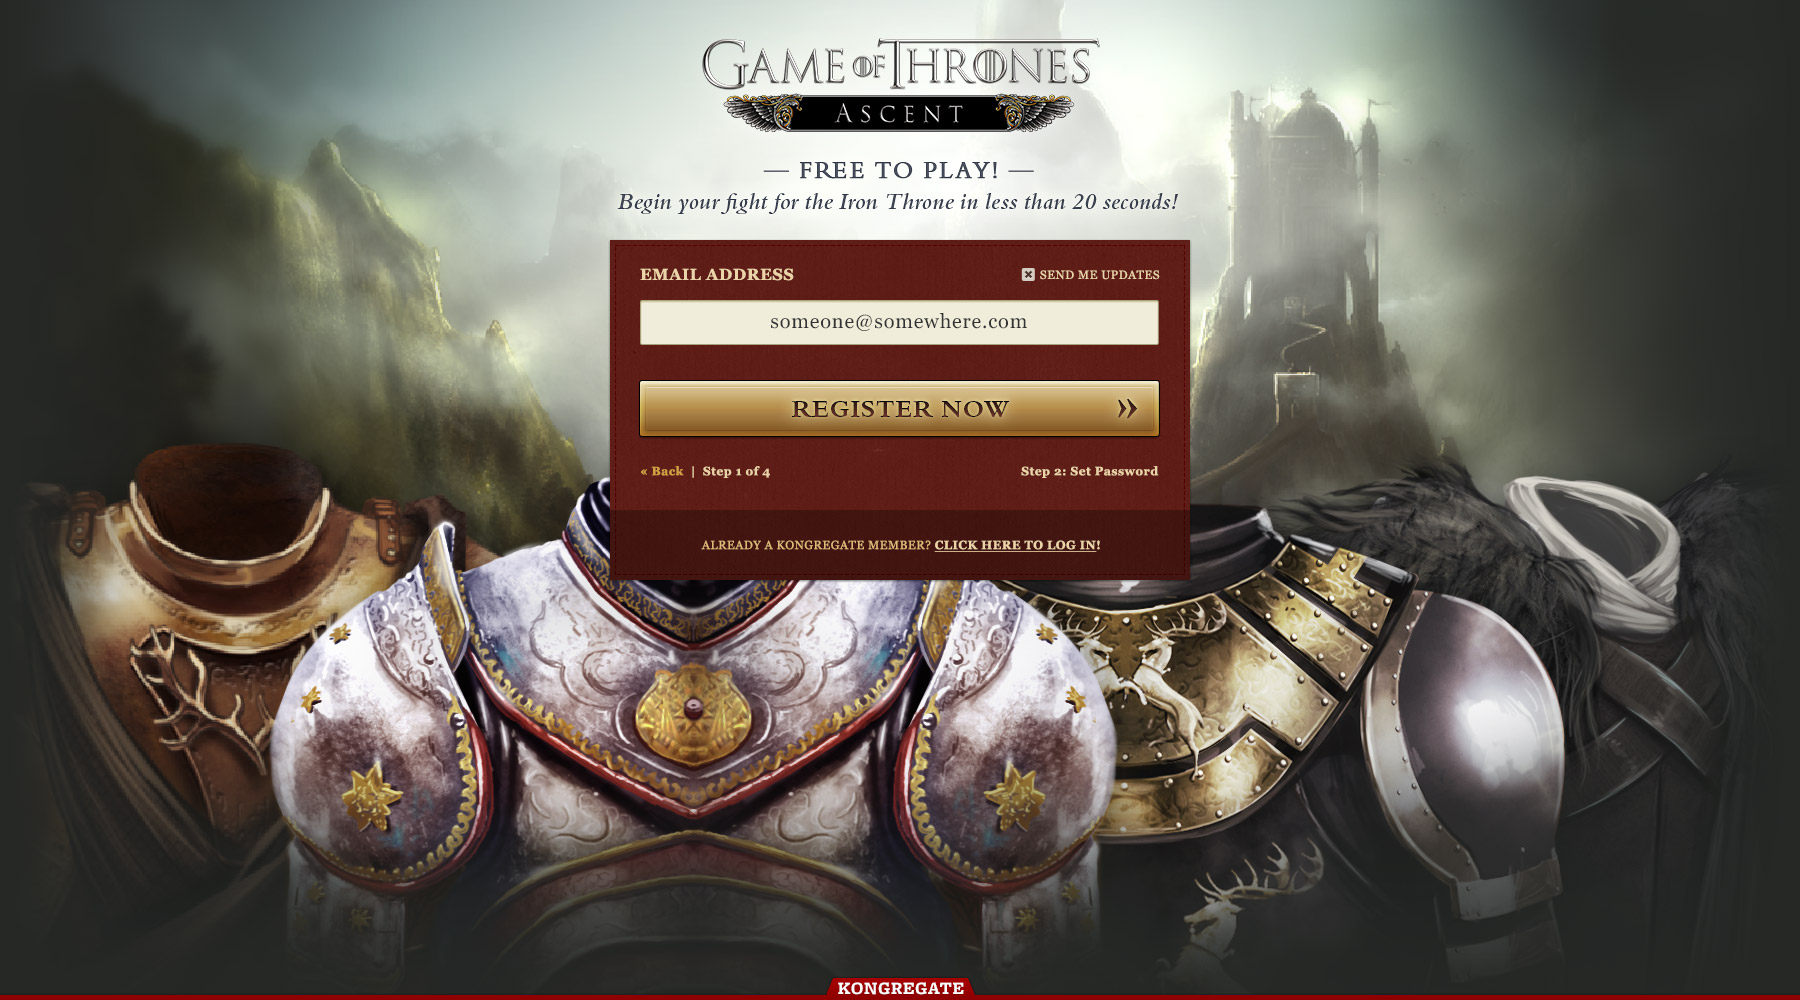 GAME OF THRONES
ASCENT
— FREE TO PLAY! —
Begin your fight for the Iron Throne in less than 20 seconds!
EMAIL ADDRESS
SEND ME UPDATES
someone@somewhere.com
REGISTER NOW »
« Back | Step 1 of 4
Step 2: Set Password
ALREADY A KONGREGATE MEMBER? CLICK HERE TO LOG IN!
KONGREGATE